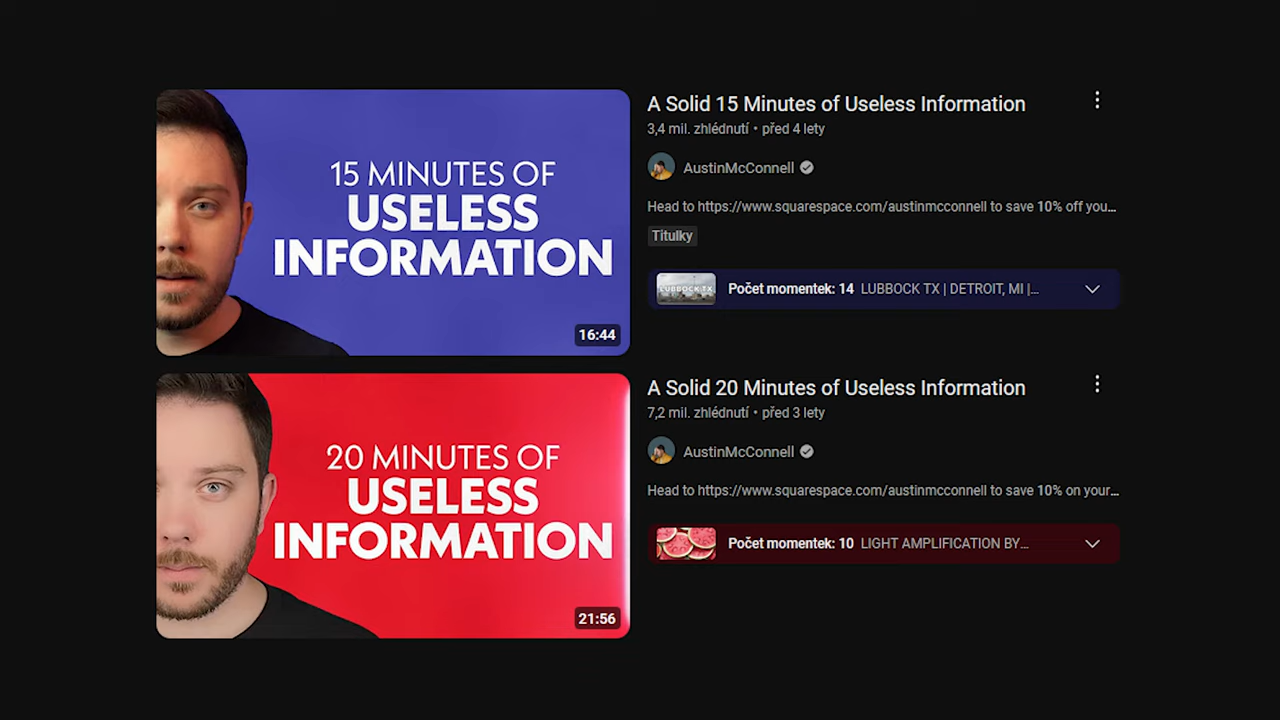 15 MINUTES OF
USELESS
INFORMATION
16:44
A Solid 15 Minutes of Useless Information
3,4 mil. zhlédnutí • před 4 lety
AustinMcConnell
Head to https://www.squarespace.com/austinmcconnell to save 10% off you…
Titulky
LUBBOCK TX
Počet momentek: 14 LUBBOCK TX | DETROIT, MI |…
20 MINUTES OF
USELESS
INFORMATION
21:56
A Solid 20 Minutes of Useless Information
7,2 mil. zhlédnutí • před 3 lety
AustinMcConnell
Head to https://www.squarespace.com/austinmcconnell to save 10% on your…
Počet momentek: 10 LIGHT AMPLIFICATION BY…